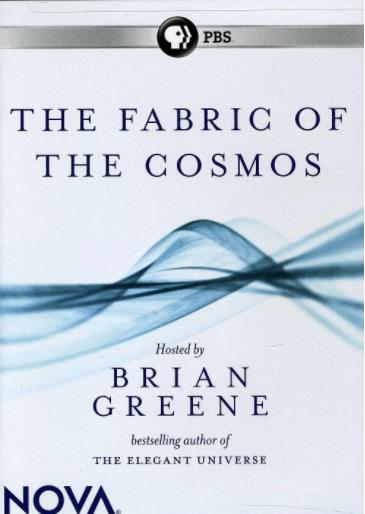 PBS
THE FABRIC OF
THE COSMOS
Hosted by
BRIAN
GREENE
bestselling author of
THE ELEGANT UNIVERSE
NOVA®